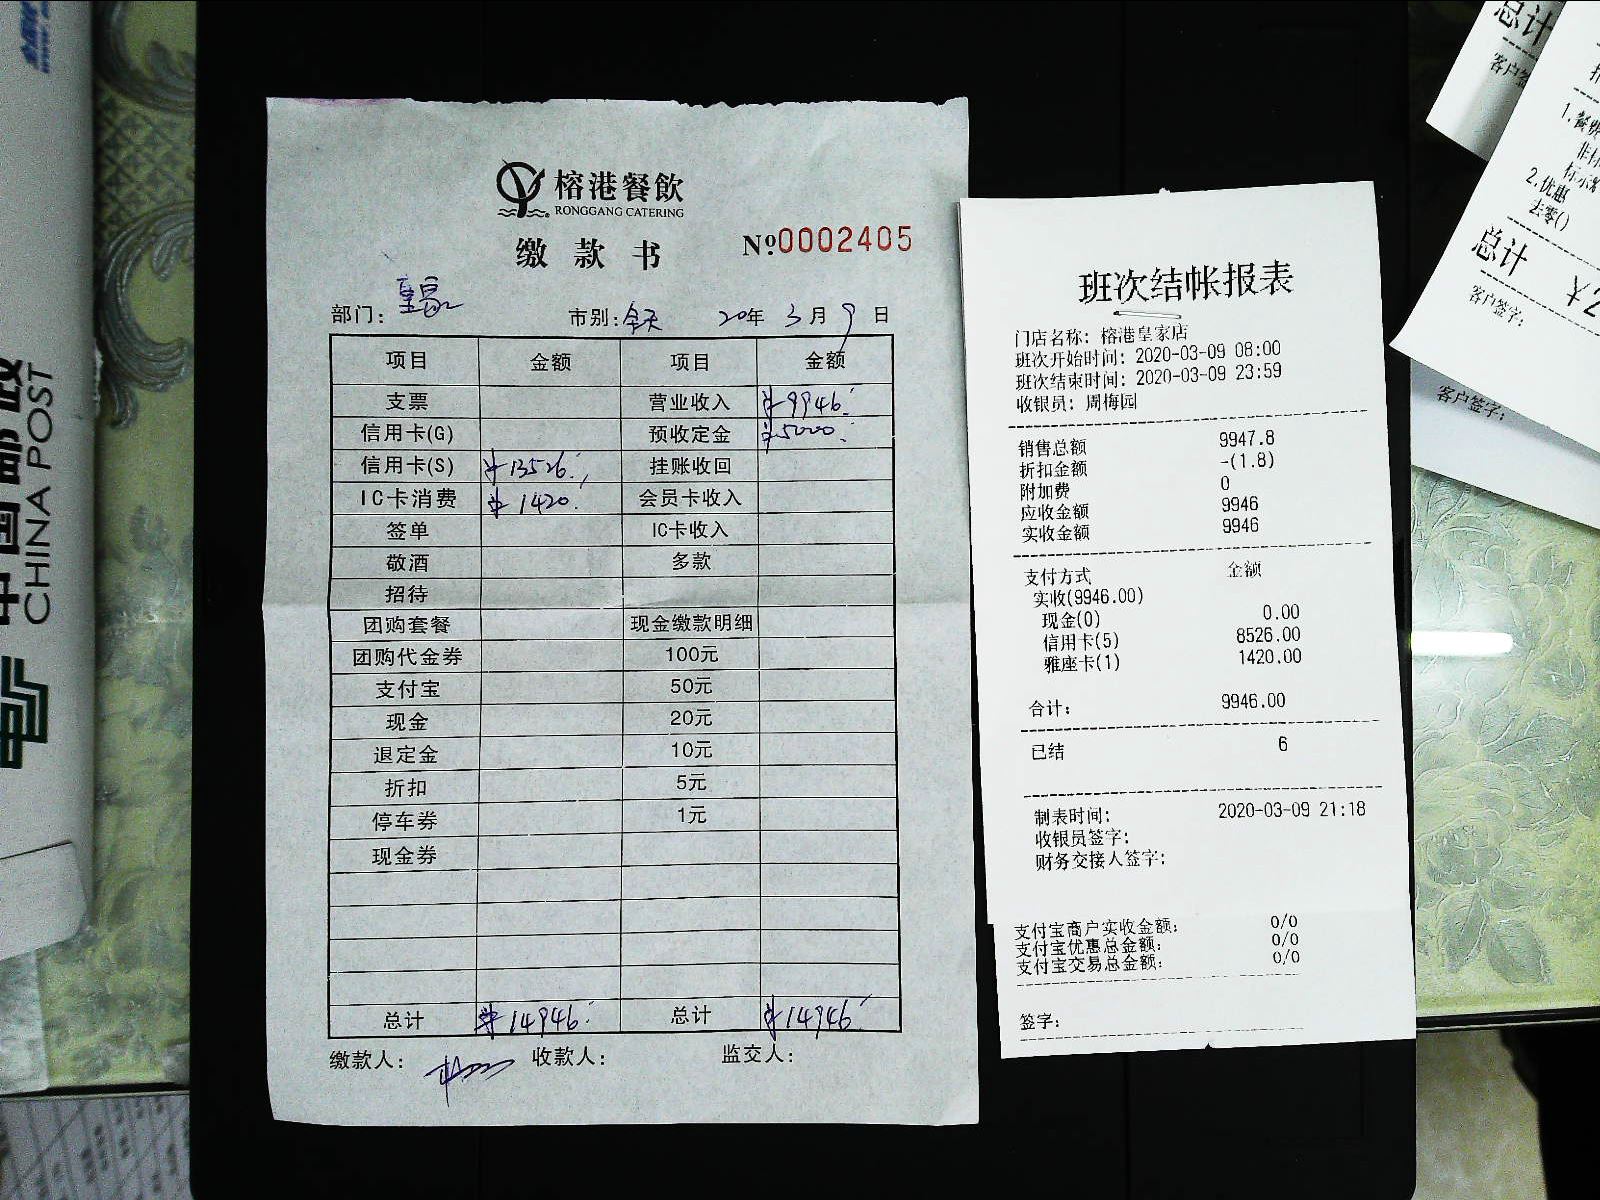 榕港餐飲
RONGGANG CATERING
缴款书 Nº0002405
部门: 皇家 市别: 全天 20年 3月 9日
项目 金额 项目 金额
支票 营业收入 ¥9946.
信用卡(G) 预收定金 ¥5000.
信用卡(S) ¥13526. 挂账收回
IC卡消费 ¥1420. 会员卡收入
签单 IC卡收入
敬酒 多款
招待
团购套餐 现金缴款明细
团购代金券 100元
支付宝 50元
现金 20元
退定金 10元
折扣 5元
停车券 1元
现金券
总计 ¥14946. 总计 ¥14946.
缴款人: 收款人: 监交人:
班次结帐报表
门店名称: 榕港皇家店
班次开始时间: 2020-03-09 08:00
班次结束时间: 2020-03-09 23:59
收银员: 周梅园
销售总额 9947.8
折扣金额 -(1.8)
附加费 0
应收金额 9946
实收金额 9946
支付方式 金额
实收(9946.00)
现金(0) 0.00
信用卡(5) 8526.00
雅座卡(1) 1420.00
合计: 9946.00
已结 6
制表时间: 2020-03-09 21:18
收银员签字:
财务交接人签字:
支付宝商户实收金额: 0/0
支付宝优惠总金额: 0/0
支付宝交易总金额: 0/0
签字:
中国邮政
CHINA POST
总计
客户签
1.餐费
非标
标示
2.优惠
去零()
总计 ¥2
客户签字:
客户签字: